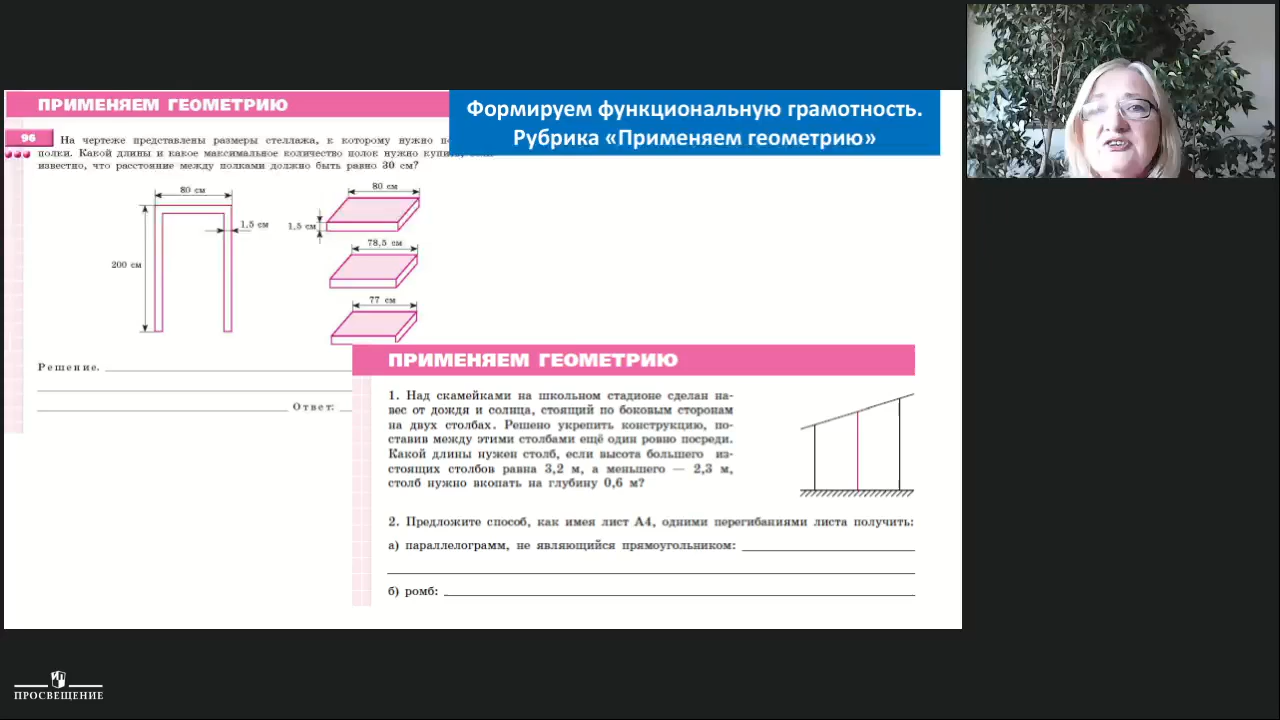 ПРИМЕНЯЕМ ГЕОМЕТРИЮ
Формируем функциональную грамотность.
Рубрика «Применяем геометрию»
96
На чертеже представлены размеры стеллажа, к которому нужно
полки. Какой длины и какое максимальное количество полок нужно
известно, что расстояние между полками должно быть равно 30 см?
80 см
1,5 см
200 см
80 см
1,5 см
78,5 см
77 см
Решение.
Ответ:
ПРИМЕНЯЕМ ГЕОМЕТРИЮ
1. Над скамейками на школьном стадионе сделан на-
вес от дождя и солнца, стоящий по боковым сторонам
на двух столбах. Решено укрепить конструкцию, по-
ставив между этими столбами ещё один ровно посреди.
Какой длины нужен столб, если высота большего из-
стоящих столбов равна 3,2 м, а меньшего — 2,3 м,
столб нужно вкопать на глубину 0,6 м?
2. Предложите способ, как имея лист А4, одними перегибаниями листа получить:
а) параллелограмм, не являющийся прямоугольником:
б) ромб:
ПРОСВЕЩЕНИЕ